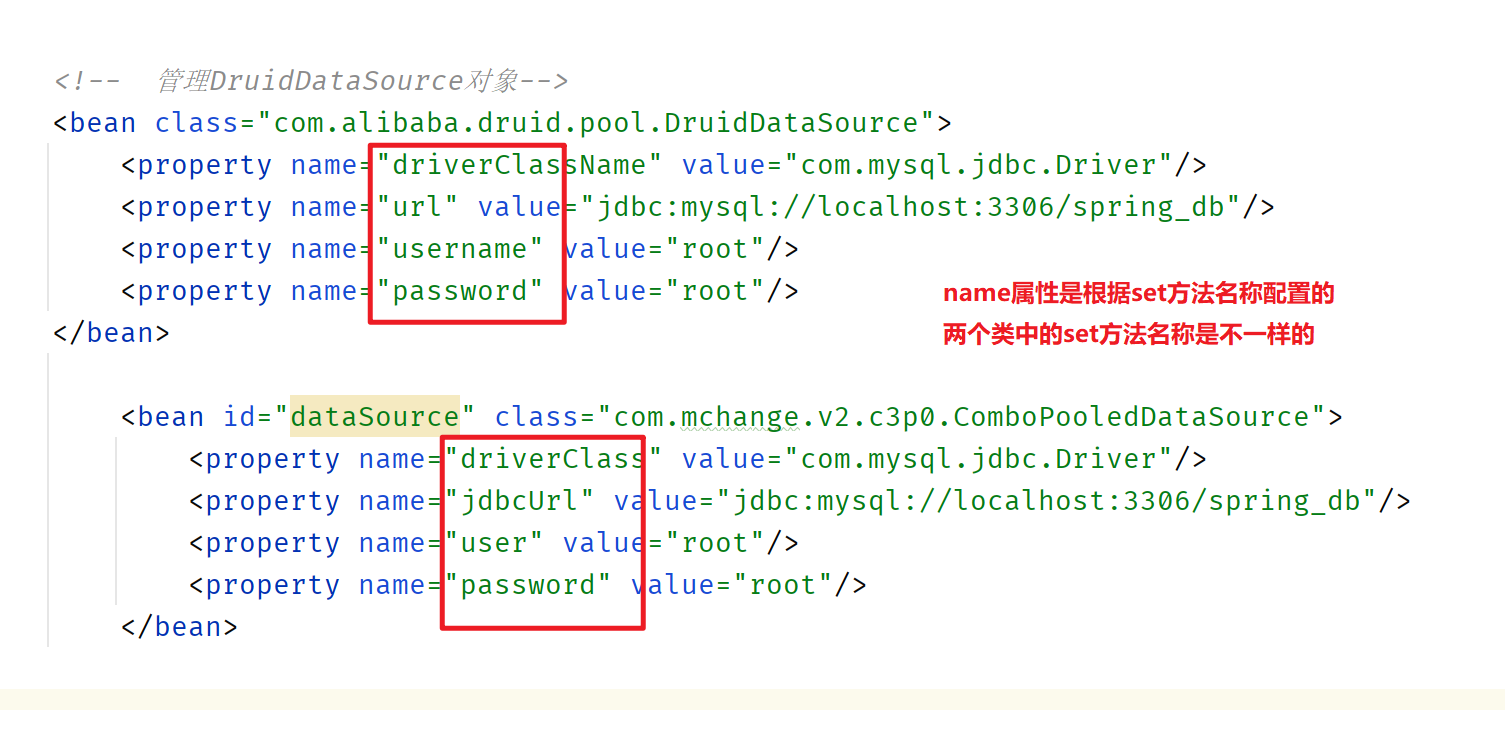 <!--  管理DruidDataSource对象-->
<bean class="com.alibaba.druid.pool.DruidDataSource">
<property name="driverClassName" value="com.mysql.jdbc.Driver"/>
<property name="url" value="jdbc:mysql://localhost:3306/spring_db"/>
<property name="username" value="root"/>
<property name="password" value="root"/>
name属性是根据set方法名称配置的
</bean>
两个类中的set方法名称是不一样的
<bean id="dataSource" class="com.mchange.v2.c3p0.ComboPooledDataSource">
<property name="driverClass" value="com.mysql.jdbc.Driver"/>
<property name="jdbcUrl" value="jdbc:mysql://localhost:3306/spring_db"/>
<property name="user" value="root"/>
<property name="password" value="root"/>
</bean>